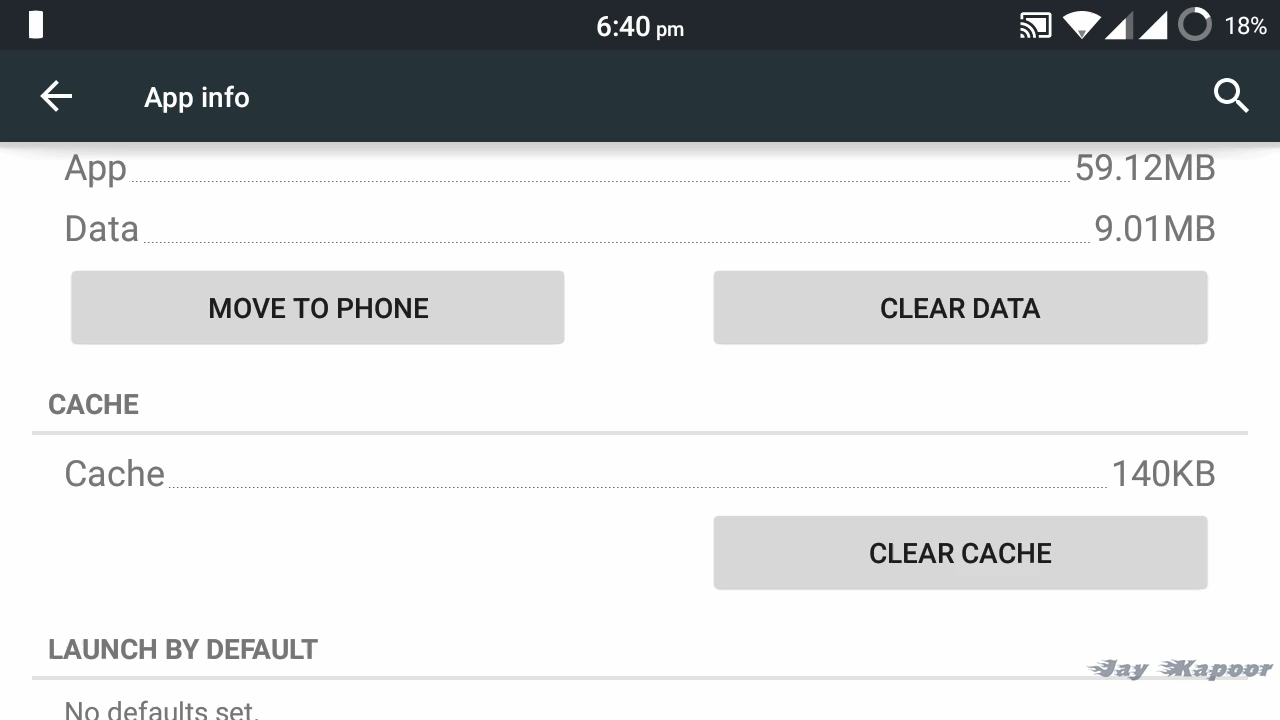 6:40 pm 18%
App info
App 59.12MB
Data 9.01MB
MOVE TO PHONE CLEAR DATA
CACHE
Cache 140KB
CLEAR CACHE
LAUNCH BY DEFAULT
Jay Kapoor
No defaults set.